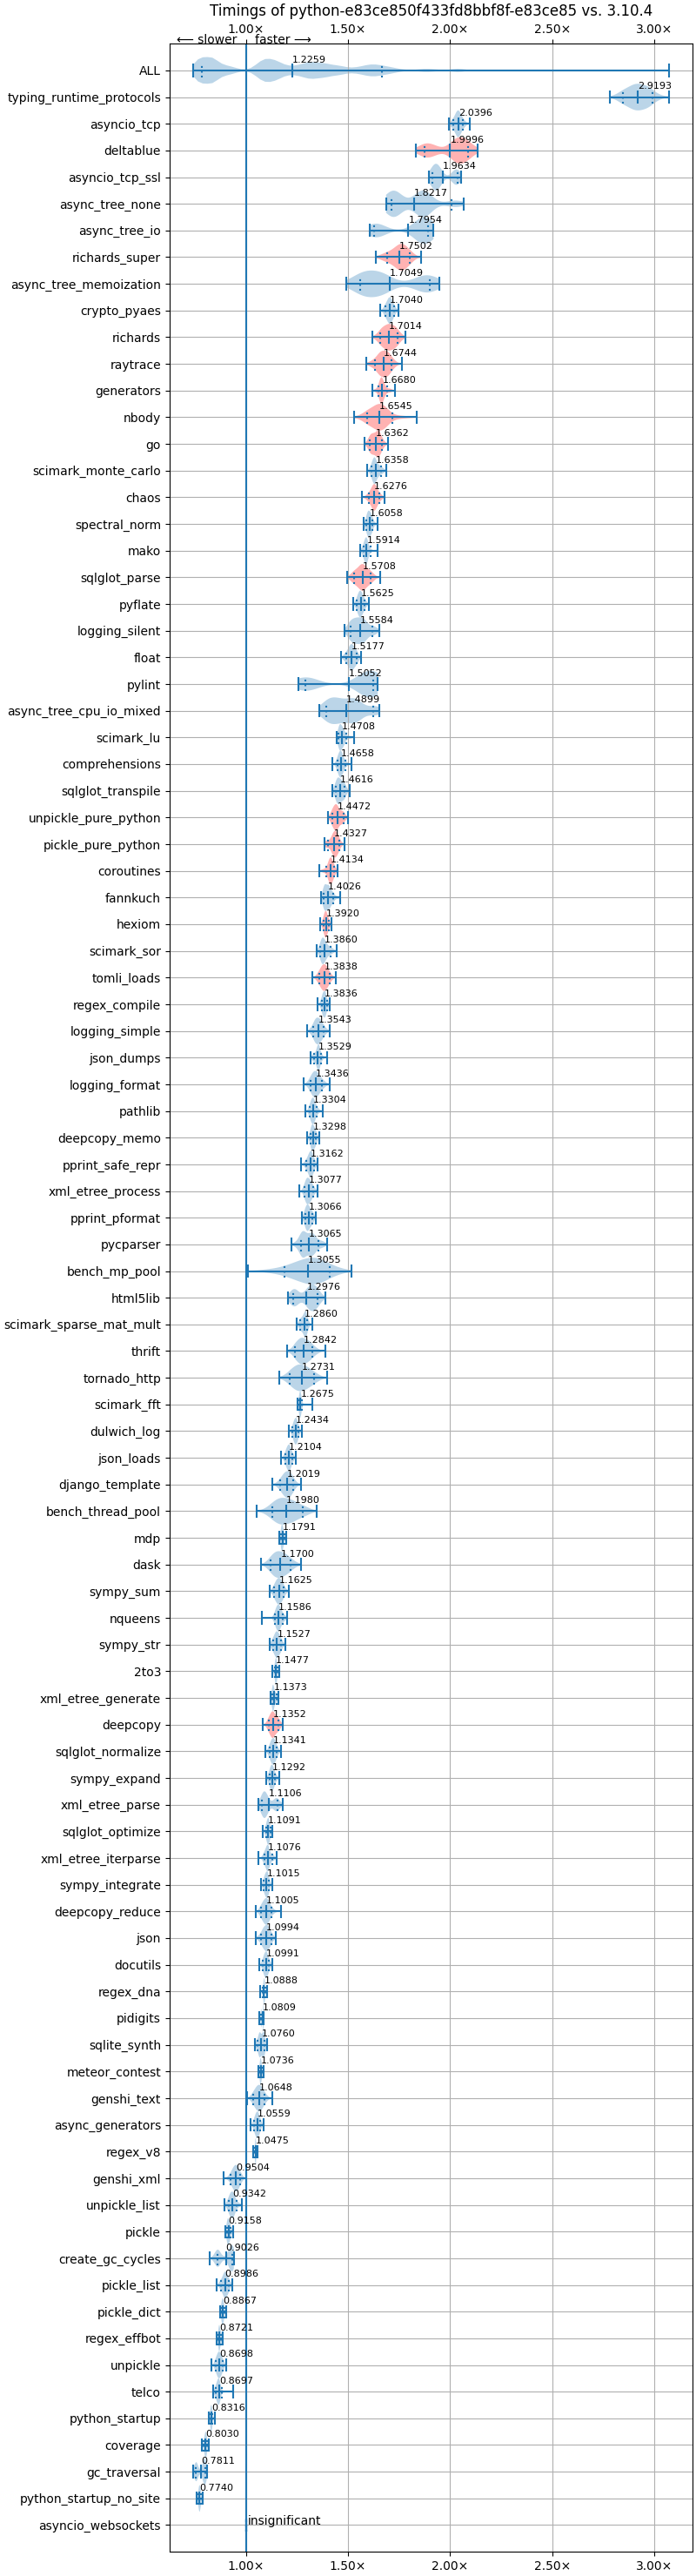 Timings of python-e83ce850f433fd8bbf8f-e83ce85 vs. 3.10.4
1.00× 1.50× 2.00× 2.50× 3.00×
⟵ slower faster ⟶
ALL 1.2259
typing_runtime_protocols 2.9193
asyncio_tcp 2.0396
deltablue 1.9996
asyncio_tcp_ssl 1.9634
async_tree_none 1.8217
async_tree_io 1.7954
richards_super 1.7502
async_tree_memoization 1.7049
crypto_pyaes 1.7040
richards 1.7014
raytrace 1.6744
generators 1.6680
nbody 1.6545
go 1.6362
scimark_monte_carlo 1.6358
chaos 1.6276
spectral_norm 1.6058
mako 1.5914
sqlglot_parse 1.5708
pyflate 1.5625
logging_silent 1.5584
float 1.5177
pylint 1.5052
async_tree_cpu_io_mixed 1.4899
scimark_lu 1.4708
comprehensions 1.4658
sqlglot_transpile 1.4616
unpickle_pure_python 1.4472
pickle_pure_python 1.4327
coroutines 1.4134
fannkuch 1.4026
hexiom 1.3920
scimark_sor 1.3860
tomli_loads 1.3838
regex_compile 1.3836
logging_simple 1.3543
json_dumps 1.3529
logging_format 1.3436
pathlib 1.3304
deepcopy_memo 1.3298
pprint_safe_repr 1.3162
xml_etree_process 1.3077
pprint_pformat 1.3066
pycparser 1.3065
bench_mp_pool 1.3055
html5lib 1.2976
scimark_sparse_mat_mult 1.2860
thrift 1.2842
tornado_http 1.2731
scimark_fft 1.2675
dulwich_log 1.2434
json_loads 1.2104
django_template 1.2019
bench_thread_pool 1.1980
mdp 1.1791
dask 1.1700
sympy_sum 1.1625
nqueens 1.1586
sympy_str 1.1527
2to3 1.1477
xml_etree_generate 1.1373
deepcopy 1.1352
sqlglot_normalize 1.1341
sympy_expand 1.1292
xml_etree_parse 1.1106
sqlglot_optimize 1.1091
xml_etree_iterparse 1.1076
sympy_integrate 1.1015
deepcopy_reduce 1.1005
json 1.0994
docutils 1.0991
regex_dna 1.0888
pidigits 1.0809
sqlite_synth 1.0760
meteor_contest 1.0736
genshi_text 1.0648
async_generators 1.0559
regex_v8 1.0475
genshi_xml 0.9504
unpickle_list 0.9342
pickle 0.9158
create_gc_cycles 0.9026
pickle_list 0.8986
pickle_dict 0.8867
regex_effbot 0.8721
unpickle 0.8698
telco 0.8697
python_startup 0.8316
coverage 0.8030
gc_traversal 0.7811
python_startup_no_site 0.7740
asyncio_websockets insignificant
1.00× 1.50× 2.00× 2.50× 3.00×